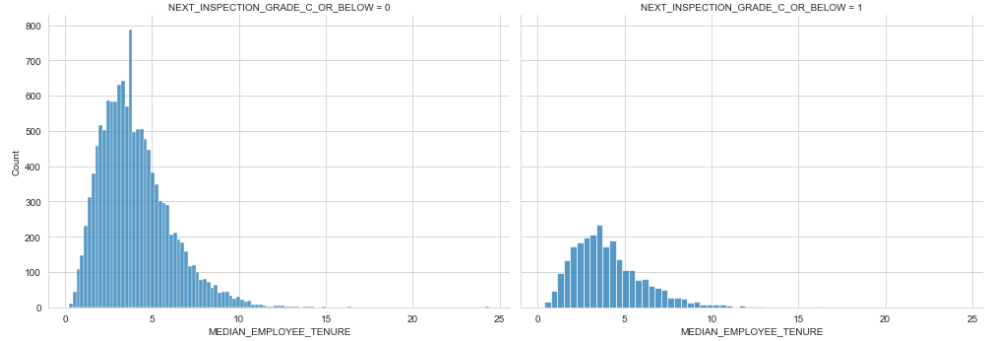 NEXT_INSPECTION_GRADE_C_OR_BELOW = 0
NEXT_INSPECTION_GRADE_C_OR_BELOW = 1
800
700
600
500
400
300
200
100
0
Count
0 5 10 15 20 25
0 5 10 15 20 25
MEDIAN_EMPLOYEE_TENURE
MEDIAN_EMPLOYEE_TENURE